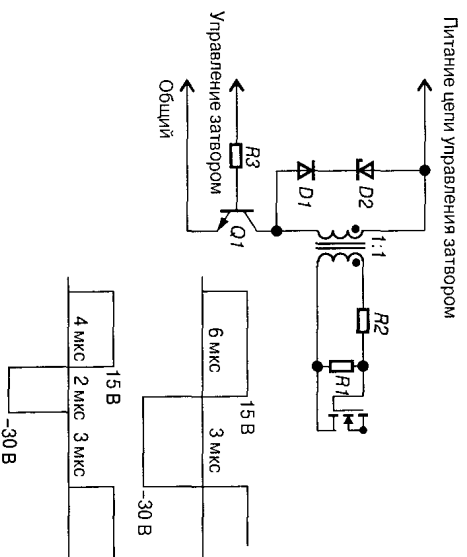 Питание цепи управления затвором
D1
D2
1:1
R2
R1
Управление затвором
R3
Q1
Общий
6 мкс
15 В
3 мкс
-30 В
4 мкс
15 В
2 мкс
3 мкс
-30 В